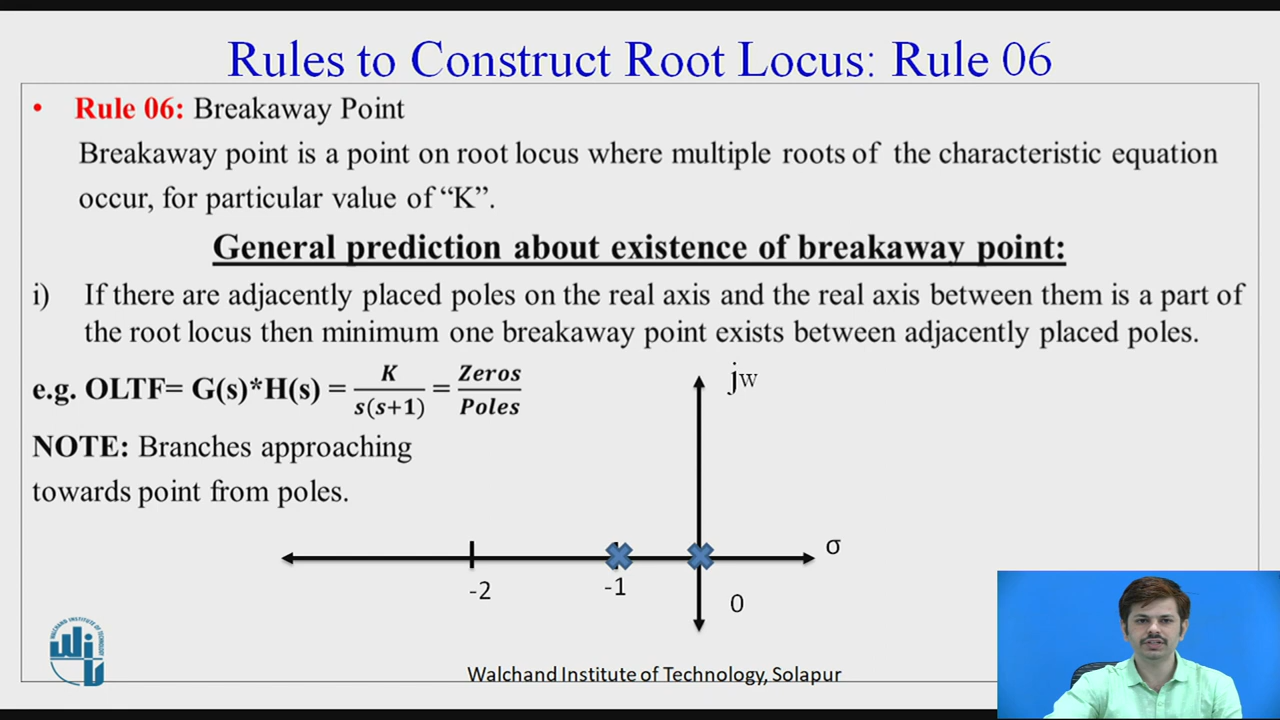 Rules to Construct Root Locus: Rule 06
• Rule 06: Breakaway Point
Breakaway point is a point on root locus where multiple roots of the characteristic equation
occur, for particular value of “K”.
General prediction about existence of breakaway point:
i) If there are adjacently placed poles on the real axis and the real axis between them is a part of
the root locus then minimum one breakaway point exists between adjacently placed poles.
e.g. OLTF= G(s)*H(s) = K/s(s+1) = Zeros/Poles
NOTE: Branches approaching
towards point from poles.
jw
σ
-2
-1
0
WALCHAND INSTITUTE OF TECHNOLOGY
Walchand Institute of Technology, Solapur